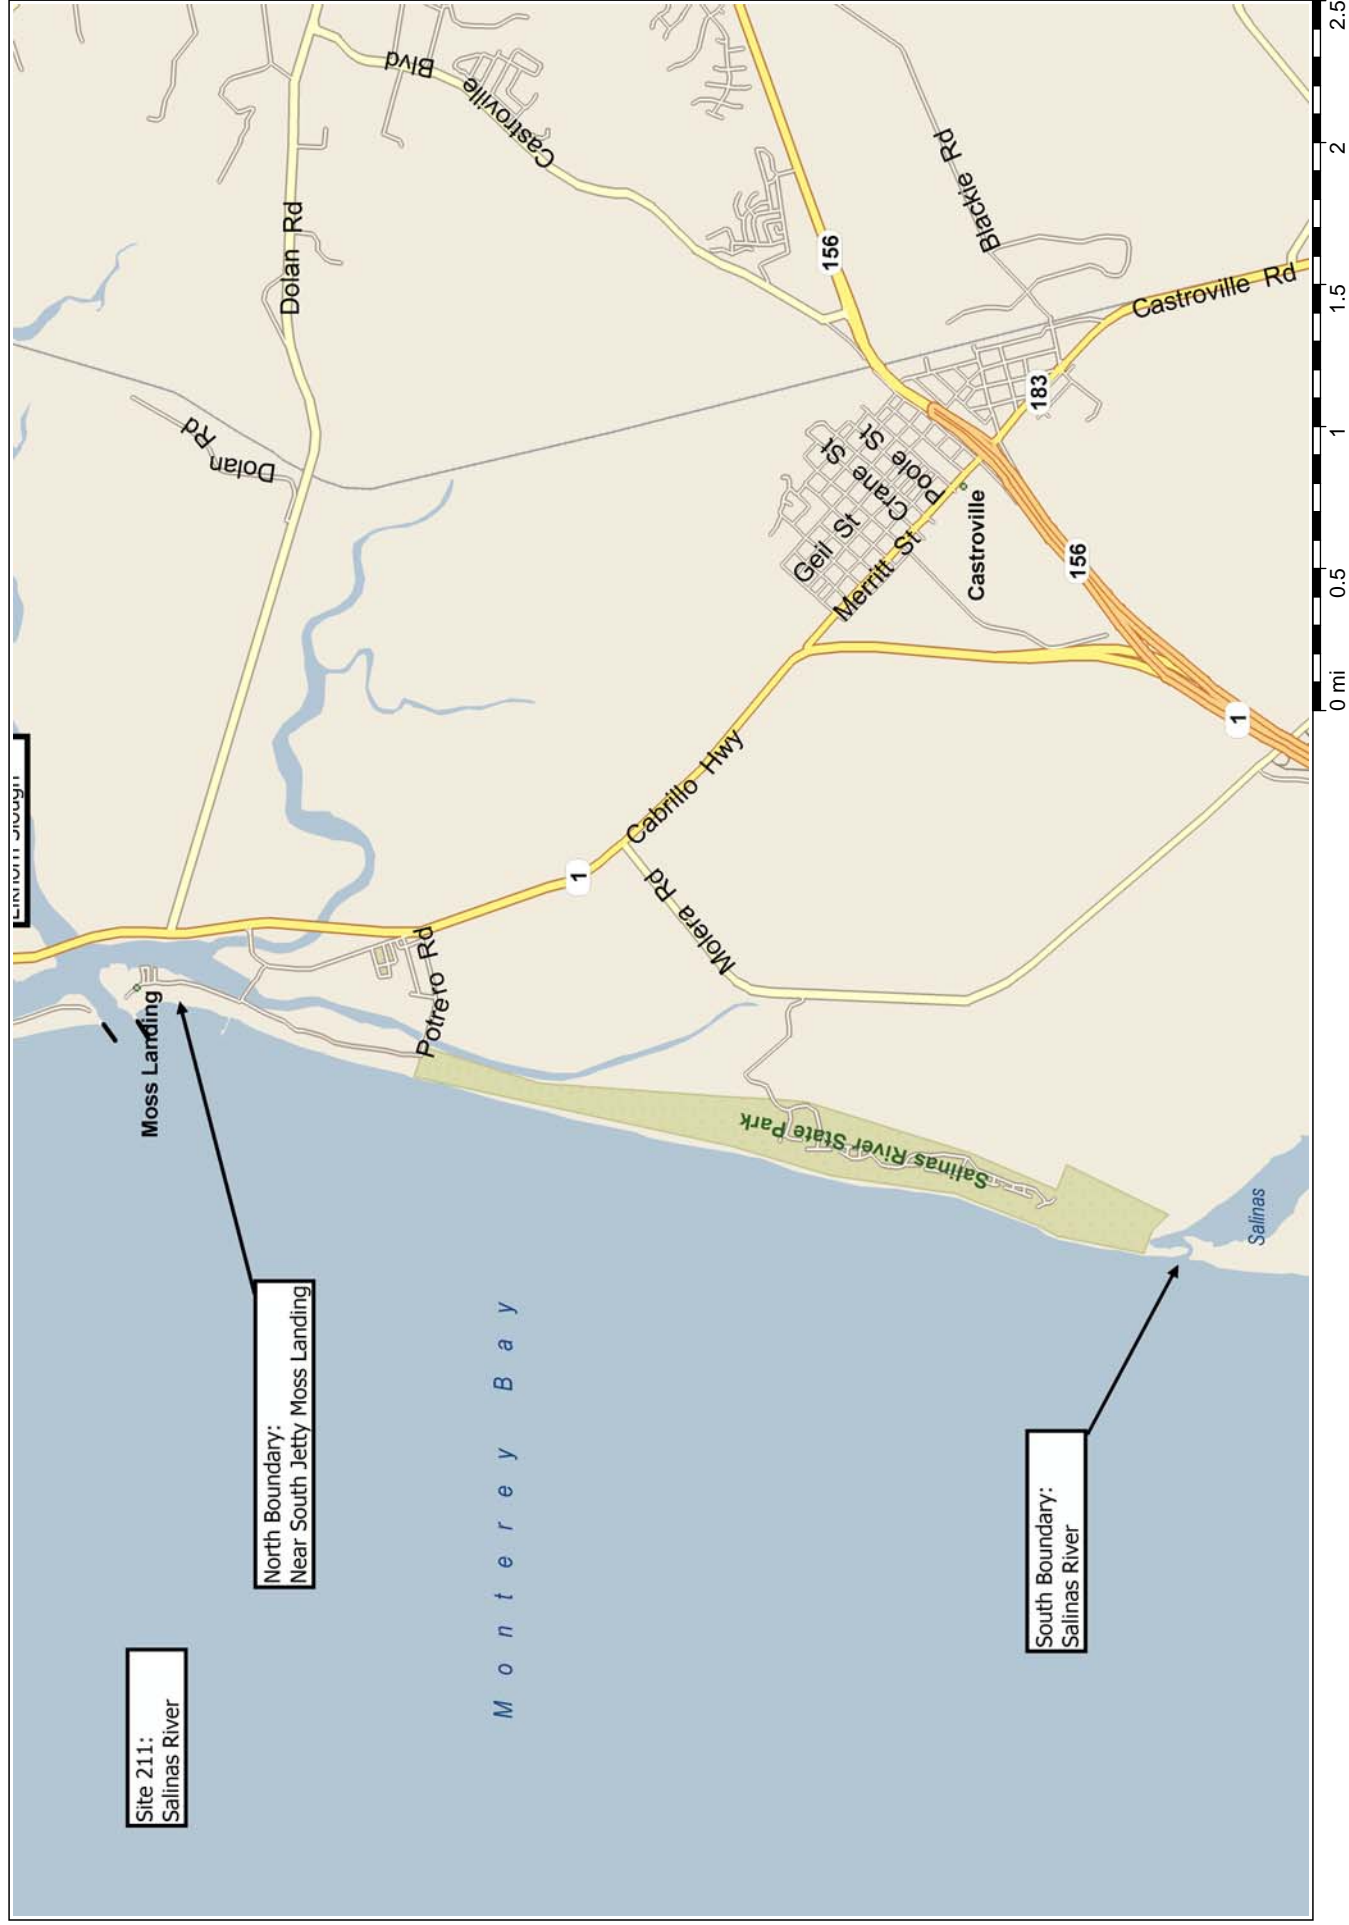 Site 211:
Salinas River
North Boundary:
Near South Jetty Moss Landing
South Boundary:
Salinas River
Monterey Bay
Moss Landing
Potrero Rd
Salinas River State Park
Salinas
Molera Rd
1
Cabrillo Hwy
1
Merritt St
Geil St
Crane St
Poole St
Castroville
156
183
Dolan Rd
Dolan Rd
156
Castroville Blvd
Blackie Rd
Castroville Rd
0 mi
0.5
1
1.5
2
2.5